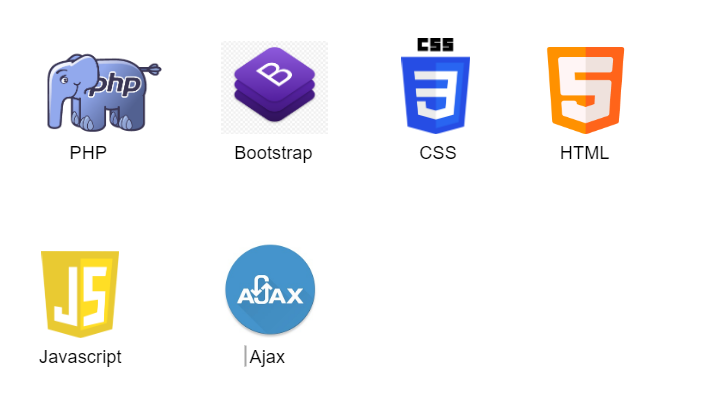 CSS
php
B
3
5
PHP
Bootstrap
CSS
HTML
JS
AJAX
Javascript
Ajax